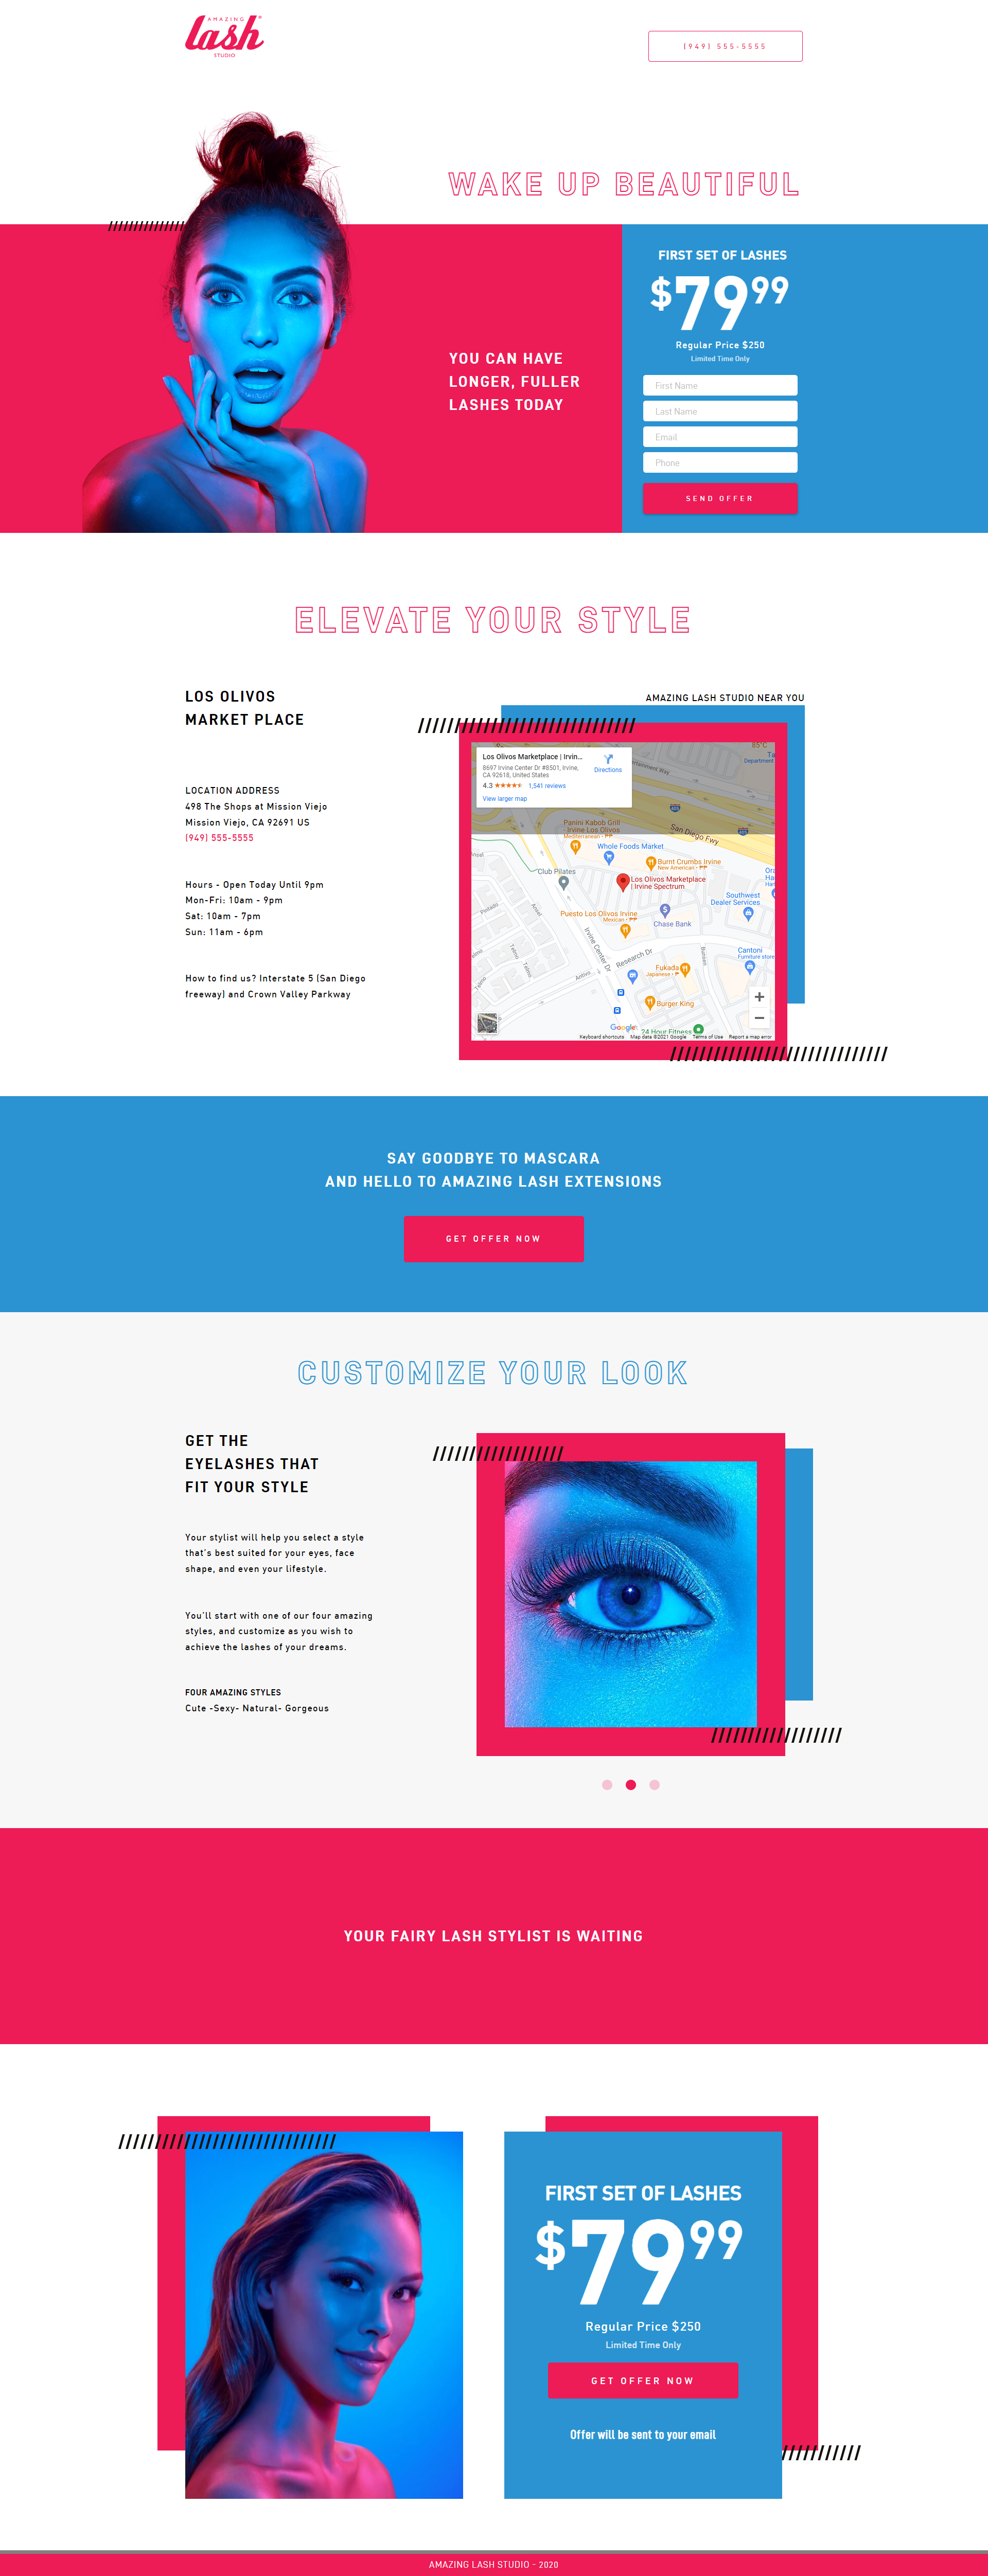 AMAZING
lash
STUDIO
(949) 555-5555
WAKE UP BEAUTIFUL
YOU CAN HAVE
LONGER, FULLER
LASHES TODAY
FIRST SET OF LASHES
$79 99
Regular Price $250
Limited Time Only
First Name
Last Name
Email
Phone
SEND OFFER
ELEVATE YOUR STYLE
LOS OLIVOS
MARKET PLACE
LOCATION ADDRESS
498 The Shops at Mission Viejo
Mission Viejo, CA 92691 US
(949) 555-5555
Hours - Open Today Until 9pm
Mon-Fri: 10am - 9pm
Sat: 10am - 7pm
Sun: 11am - 6pm
How to find us? Interstate 5 (San Diego
freeway) and Crown Valley Parkway
AMAZING LASH STUDIO NEAR YOU
Los Olivos Marketplace | Irvin...
8697 Irvine Center Dr #8501, Irvine,
CA 92618, United States
4.3 ★★★★★ 1,541 reviews
View larger map
Directions
85°C
Ta
Department
San Diego Fwy
Panini Kabob Grill
- Irvine Los Olivos
Mediterranean • PP
Whole Foods Market
Burnt Crumbs Irvine
New American • PP
Club Pilates
Los Olivos Marketplace
| Irvine Spectrum
Southwest
Dealer Services
Puesto Los Olivos Irvine
Mexican • PP
Chase Bank
Irvine Center Dr
Research Dr
Cantoni
Furniture store
Fukada
Japanese • P
Burger King
24 Hour Fitness
Google
Keyboard shortcuts
Map data ©2021 Google
Terms of Use
Report a map error
SAY GOODBYE TO MASCARA
AND HELLO TO AMAZING LASH EXTENSIONS
GET OFFER NOW
CUSTOMIZE YOUR LOOK
GET THE
EYELASHES THAT
FIT YOUR STYLE
Your stylist will help you select a style
that's best suited for your eyes, face
shape, and even your lifestyle.
You'll start with one of our four amazing
styles, and customize as you wish to
achieve the lashes of your dreams.
FOUR AMAZING STYLES
Cute -Sexy- Natural- Gorgeous
YOUR FAIRY LASH STYLIST IS WAITING
FIRST SET OF LASHES
$79 99
Regular Price $250
Limited Time Only
GET OFFER NOW
Offer will be sent to your email
AMAZING LASH STUDIO - 2020